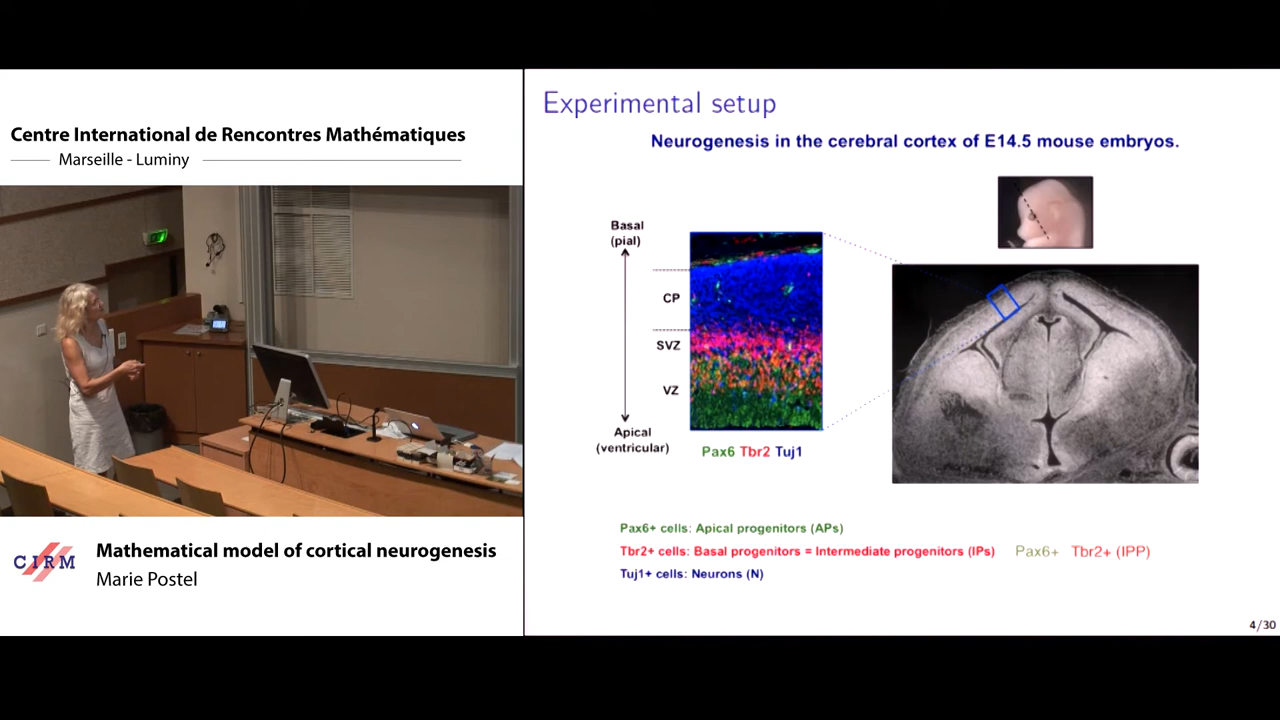 Centre International de Rencontres Mathématiques
Marseille - Luminy
CIRM
Mathematical model of cortical neurogenesis
Marie Postel
Experimental setup
Neurogenesis in the cerebral cortex of E14.5 mouse embryos.
Basal
(pial)
CP
SVZ
VZ
Apical
(ventricular)
Pax6 Tbr2 Tuj1
Pax6+ cells: Apical progenitors (APs)
Tbr2+ cells: Basal progenitors = Intermediate progenitors (IPs) Pax6+ Tbr2+ (IPP)
Tuj1+ cells: Neurons (N)
4/30